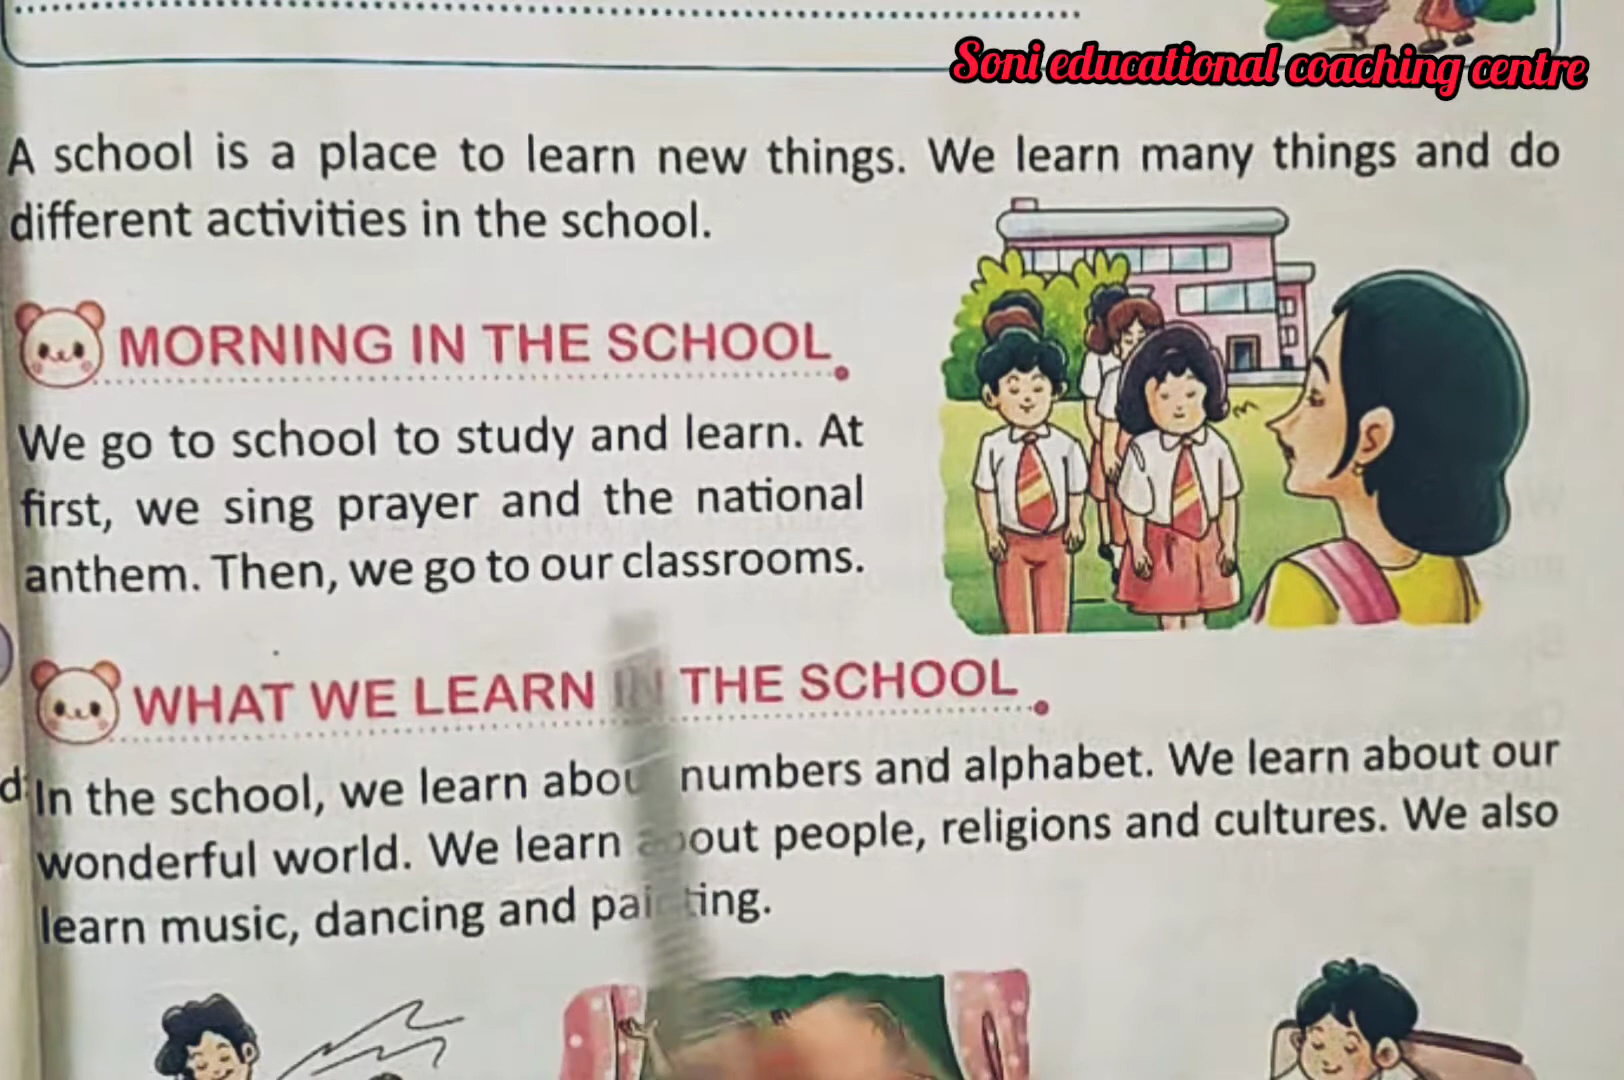 Soni educational coaching centre
A school is a place to learn new things. We learn many things and do
different activities in the school.
MORNING IN THE SCHOOL
We go to school to study and learn. At
first, we sing prayer and the national
anthem. Then, we go to our classrooms.
WHAT WE LEARN IN THE SCHOOL
In the school, we learn about numbers and alphabet. We learn about our
wonderful world. We learn about people, religions and cultures. We also
learn music, dancing and painting.